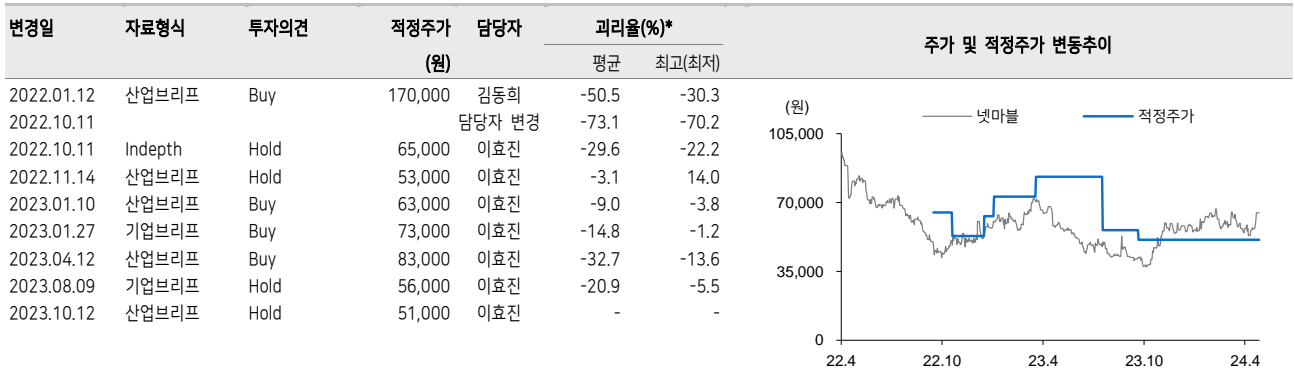 변경일 자료형식 투자의견 적정주가 담당자 괴리율(%)* 주가 및 적정주가 변동추이
(원) 평균 최고(최저)
2022.01.12 산업브리프 Buy 170,000 김동희 -50.5 -30.3
2022.10.11 담당자 변경 -73.1 -70.2
2022.10.11 Indepth Hold 65,000 이효진 -29.6 -22.2
2022.11.14 산업브리프 Hold 53,000 이효진 -3.1 14.0
2023.01.10 산업브리프 Buy 63,000 이효진 -9.0 -3.8
2023.01.27 기업브리프 Buy 73,000 이효진 -14.8 -1.2
2023.04.12 산업브리프 Buy 83,000 이효진 -32.7 -13.6
2023.08.09 기업브리프 Hold 56,000 이효진 -20.9 -5.5
2023.10.12 산업브리프 Hold 51,000 이효진 - -
(원) 넷마블 적정주가
105,000
70,000
35,000
0
22.4 22.10 23.4 23.10 24.4